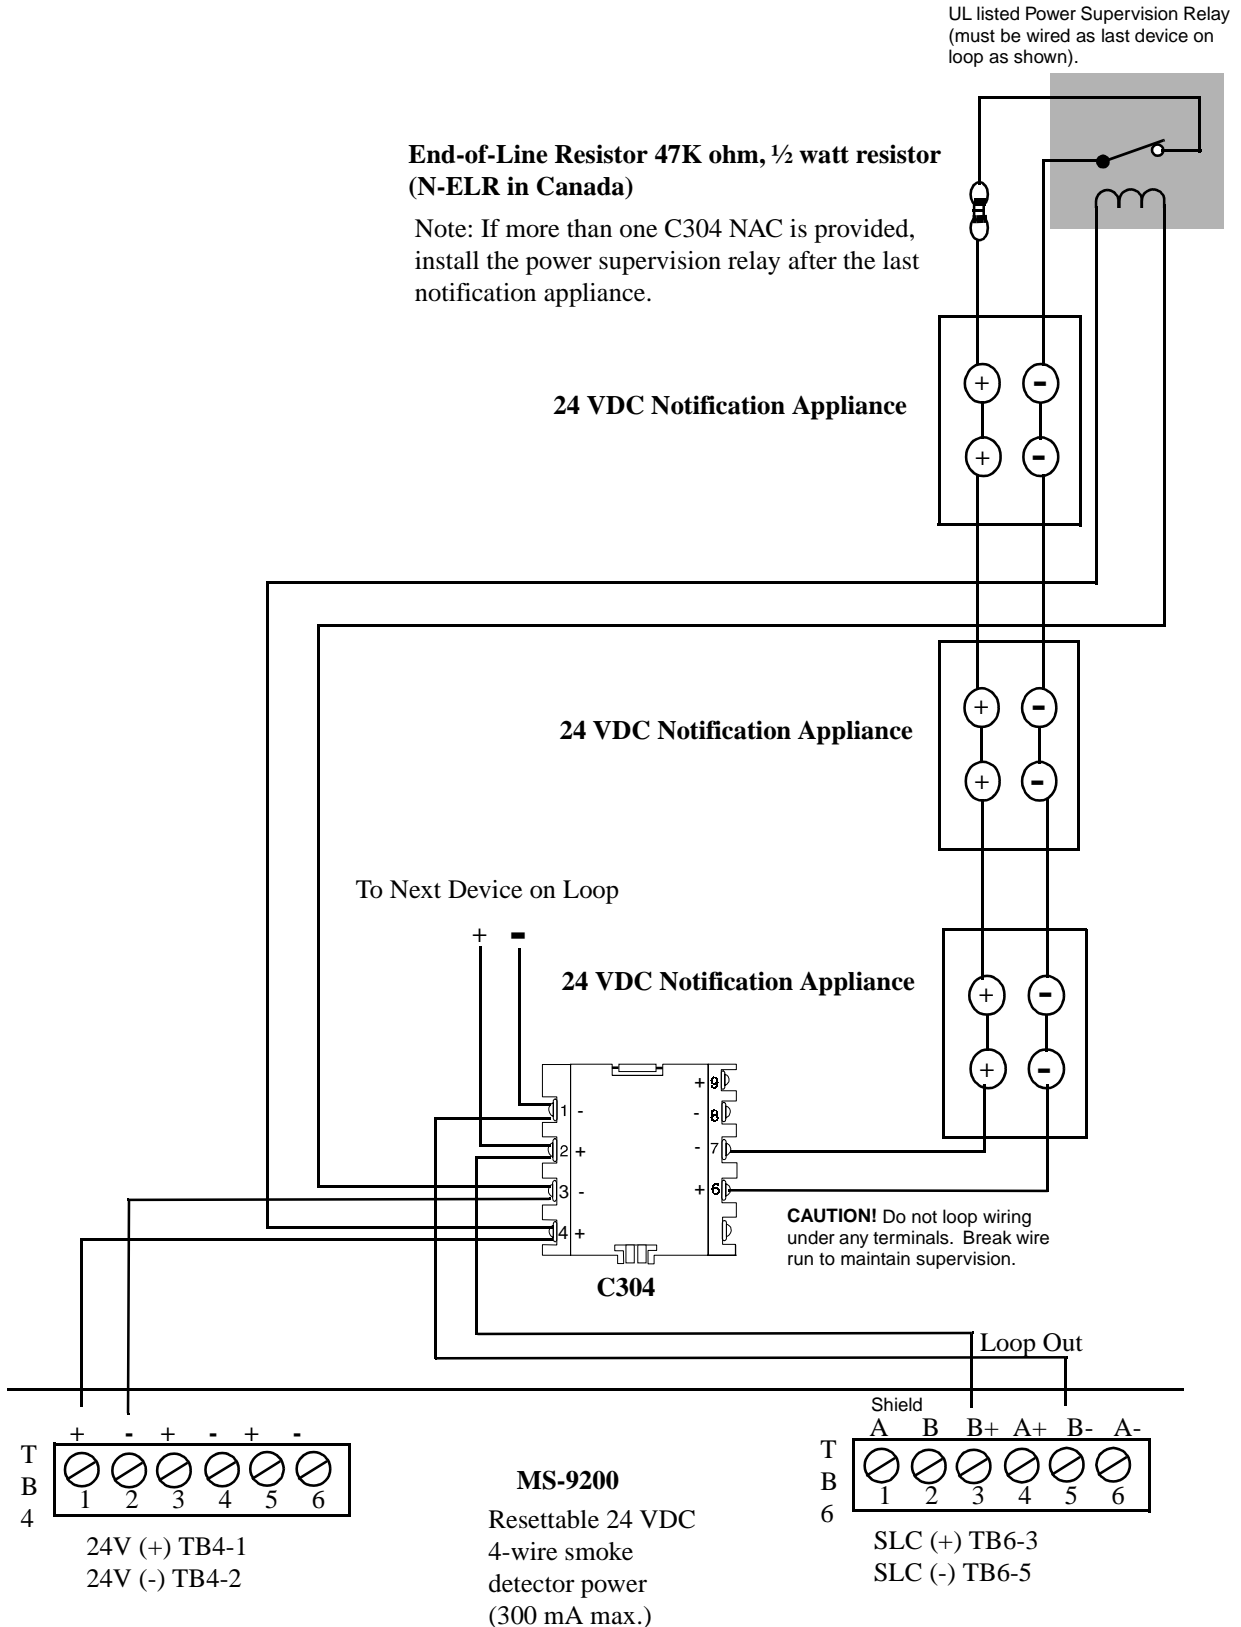 UL listed Power Supervision Relay
(must be wired as last device on
loop as shown).
End-of-Line Resistor 47K ohm, ½ watt resistor
(N-ELR in Canada)
Note: If more than one C304 NAC is provided,
install the power supervision relay after the last
notification appliance.
+ -
24 VDC Notification Appliance
+ -
+ -
24 VDC Notification Appliance
+ -
To Next Device on Loop
+ -
24 VDC Notification Appliance
+ -
+ -
+ 9
1 - - 8
2 + - 7
3 - + 6
4 +
CAUTION! Do not loop wiring
under any terminals. Break wire
run to maintain supervision.
C304
Loop Out
Shield
+ - + - + -
A B B+ A+ B- A-
TB4
1 2 3 4 5 6
TB6
1 2 3 4 5 6
24V (+) TB4-1
24V (-) TB4-2
MS-9200
Resettable 24 VDC
4-wire smoke
detector power
(300 mA max.)
SLC (+) TB6-3
SLC (-) TB6-5